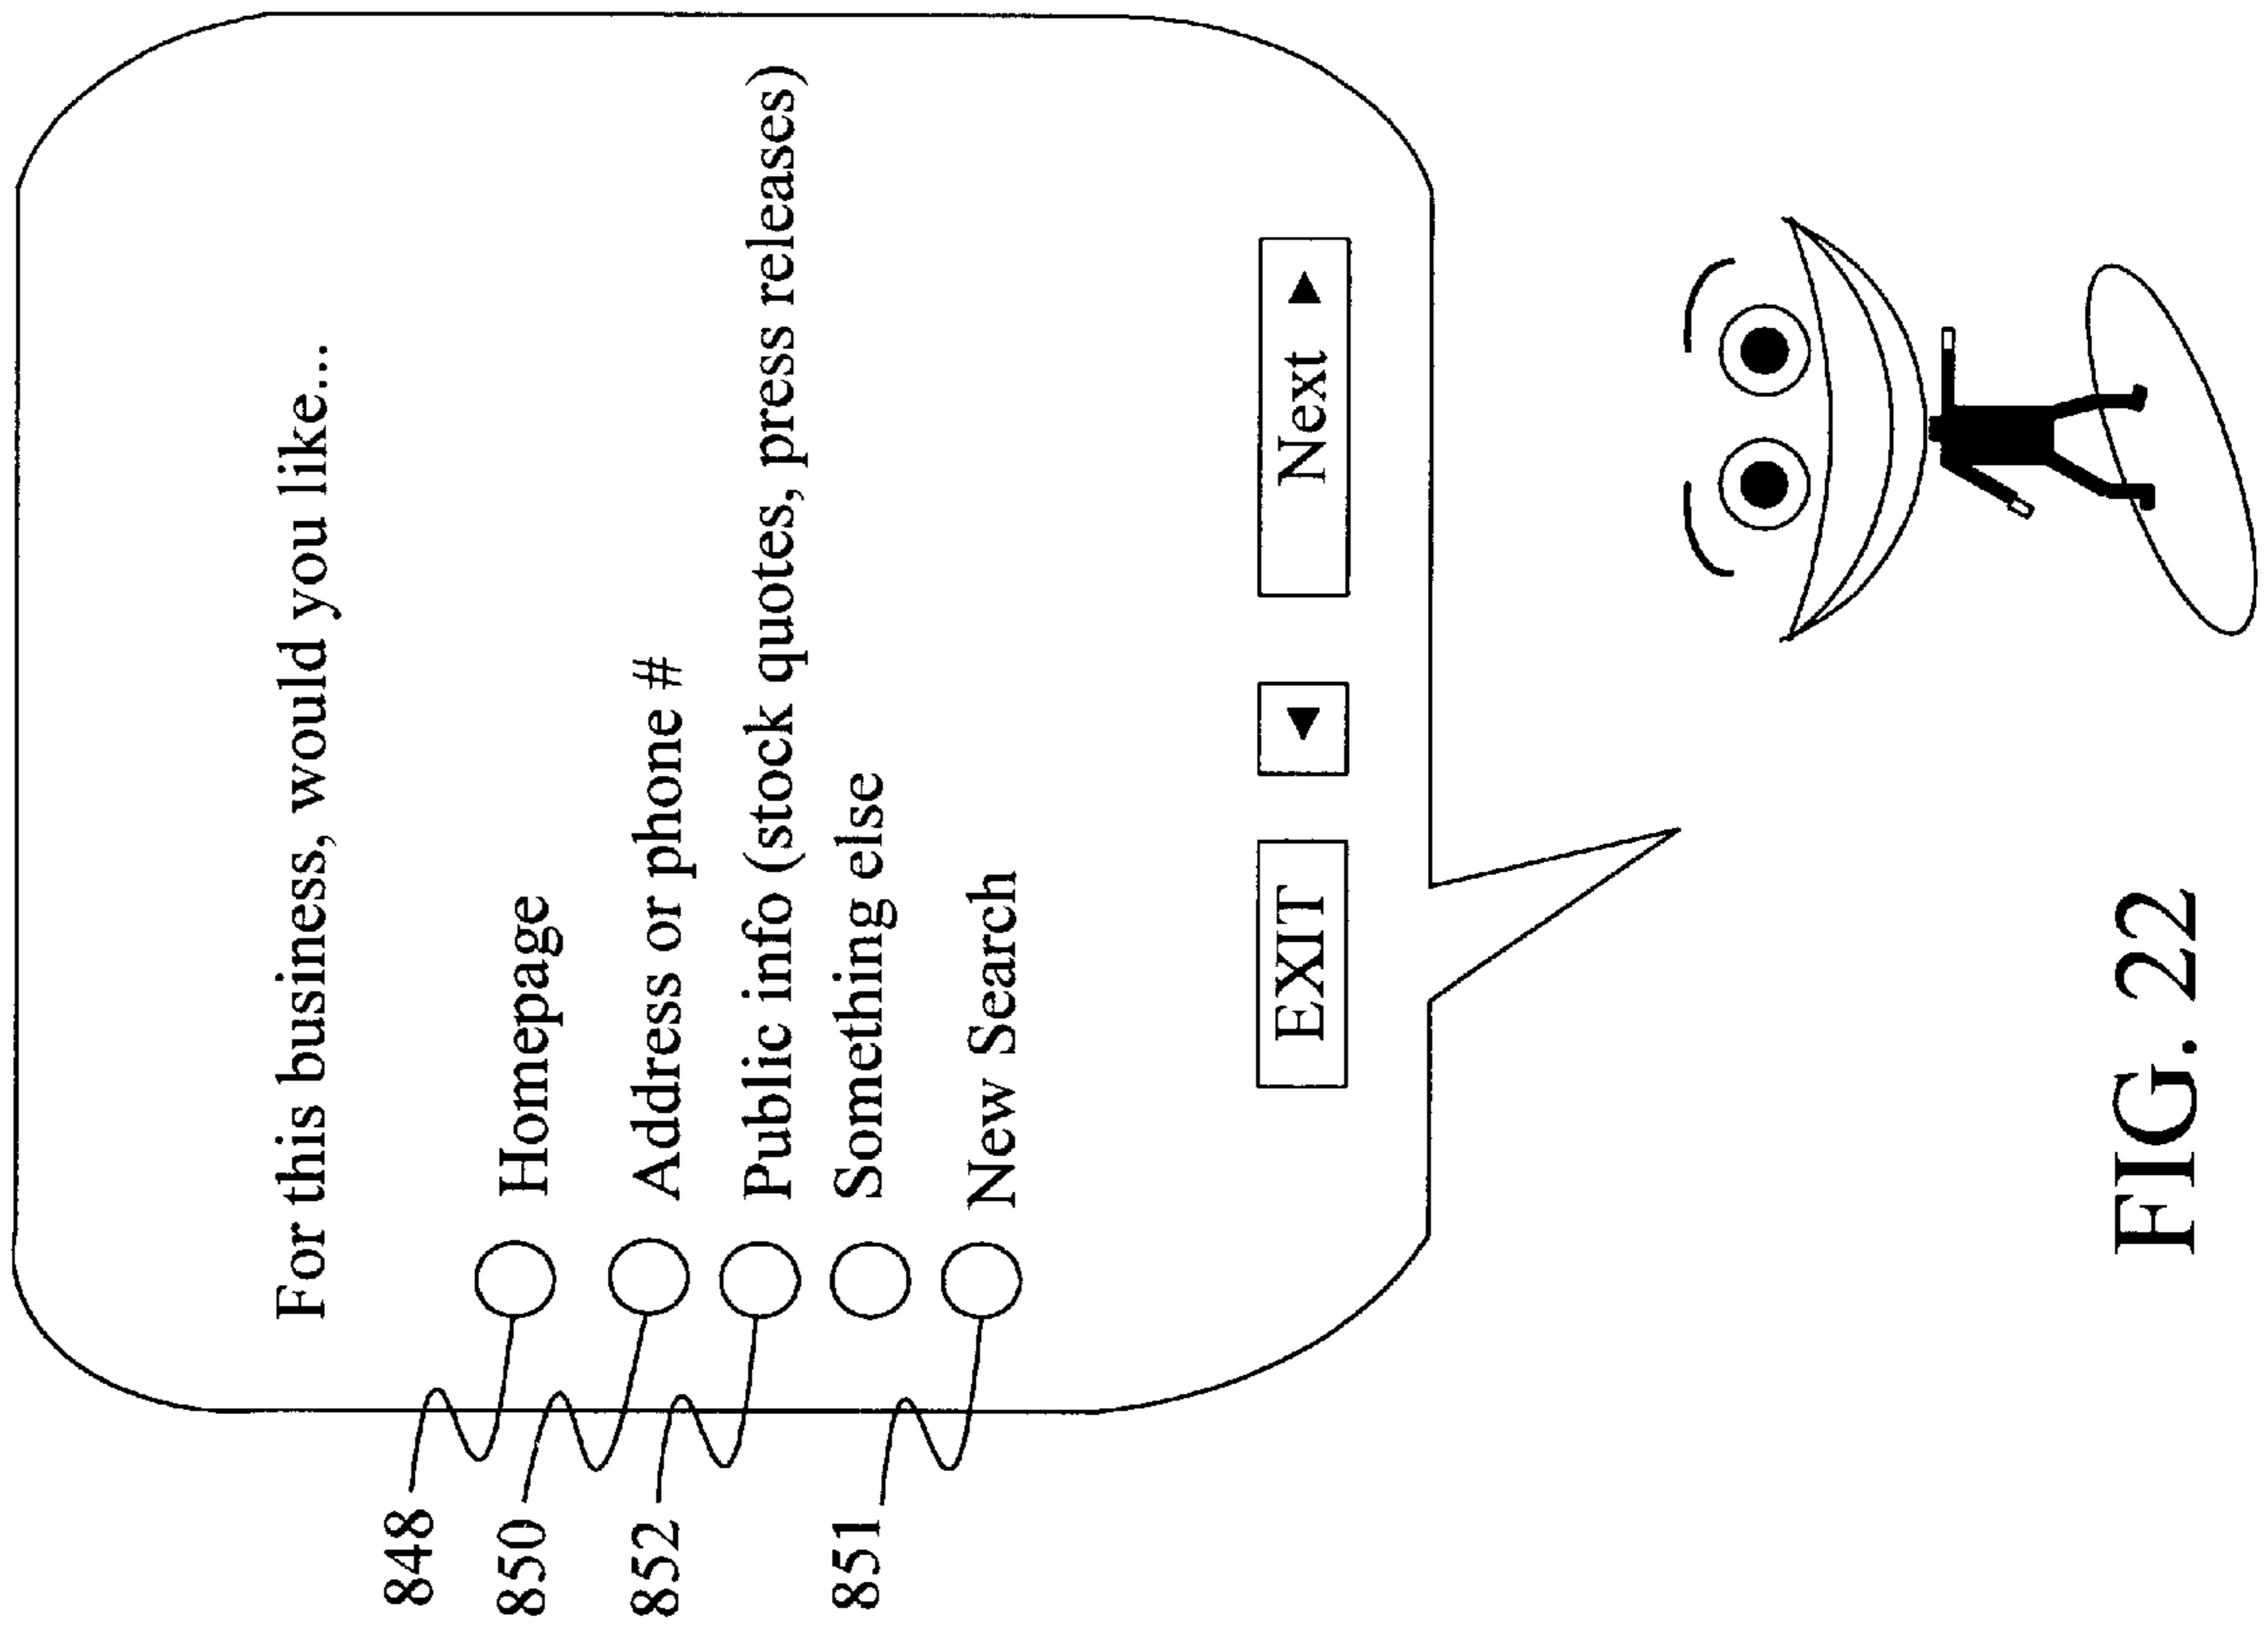 For this business, would you like...
848
Homepage
850
Address or phone #
852
Public info (stock quotes, press releases)
Something else
851
New Search
EXIT ◄ Next ►
FIG. 22